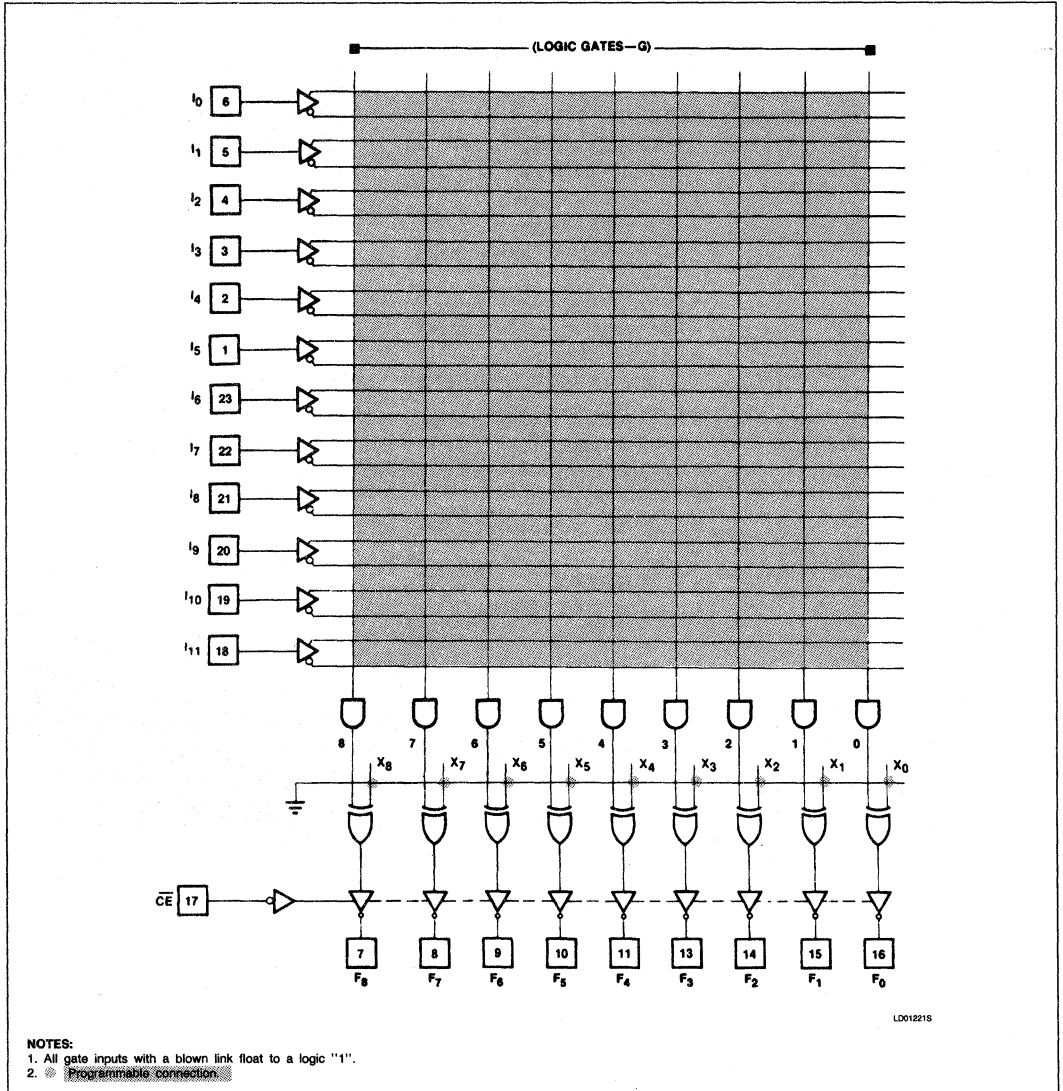 (LOGIC GATES—G)
I0 6
I1 5
I2 4
I3 3
I4 2
I5 1
I6 23
I7 22
I8 21
I9 20
I10 19
I11 18
8 7 6 5 4 3 2 1 0
X8 X7 X6 X5 X4 X3 X2 X1 X0
CE 17
7 8 9 10 11 13 14 15 16
F8 F7 F6 F5 F4 F3 F2 F1 F0
LD01221S
NOTES:
1. All gate inputs with a blown link float to a logic "1".
2. Programmable connection.